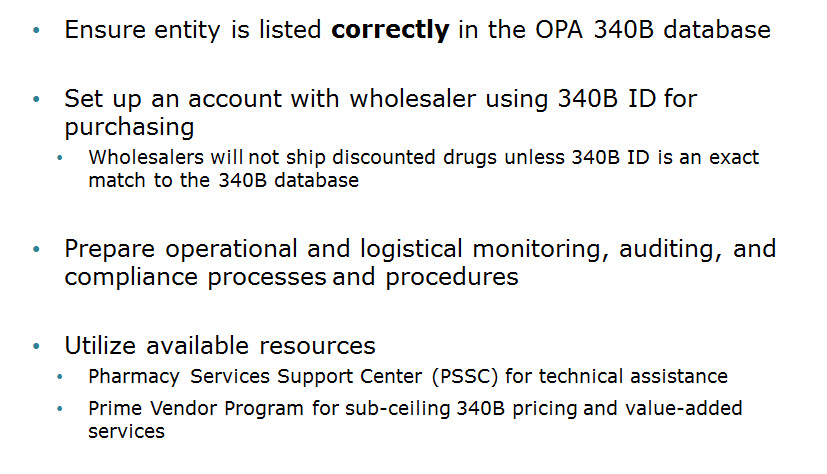 • Ensure entity is listed correctly in the OPA 340B database
• Set up an account with wholesaler using 340B ID for
purchasing
• Wholesalers will not ship discounted drugs unless 340B ID is an exact
match to the 340B database
• Prepare operational and logistical monitoring, auditing, and
compliance processes and procedures
• Utilize available resources
• Pharmacy Services Support Center (PSSC) for technical assistance
• Prime Vendor Program for sub-ceiling 340B pricing and value-added
services